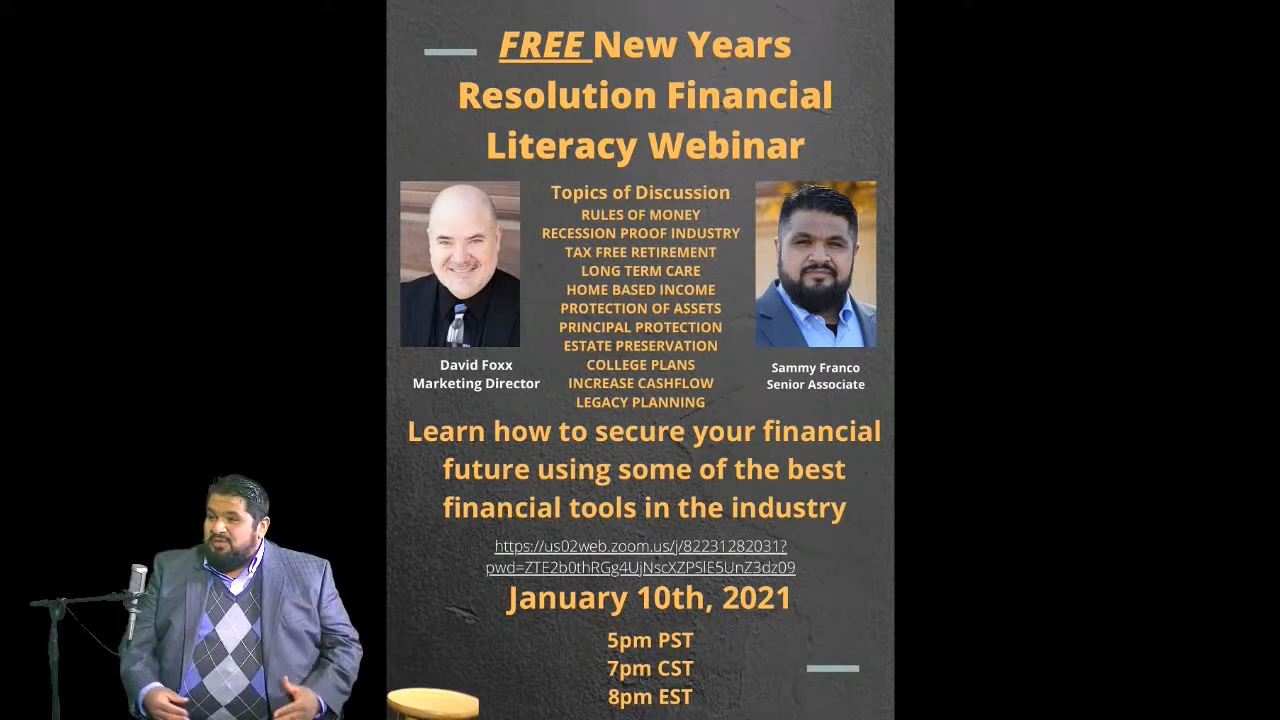 FREE New Years
Resolution Financial
Literacy Webinar
Topics of Discussion
RULES OF MONEY
RECESSION PROOF INDUSTRY
TAX FREE RETIREMENT
LONG TERM CARE
HOME BASED INCOME
PROTECTION OF ASSETS
PRINCIPAL PROTECTION
ESTATE PRESERVATION
COLLEGE PLANS
INCREASE CASHFLOW
LEGACY PLANNING
David Foxx
Marketing Director
Sammy Franco
Senior Associate
Learn how to secure your financial
future using some of the best
financial tools in the industry
https://us02web.zoom.us/j/82231282031?
pwd=ZTE2b0thRGg4UjNscXZPSlE5UnZ3dz09
January 10th, 2021
5pm PST
7pm CST
8pm EST